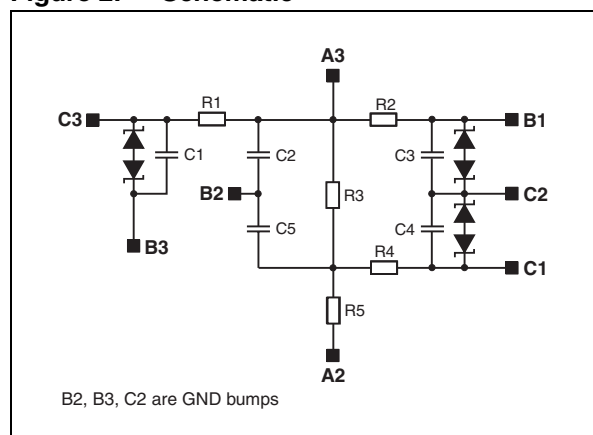 Figure 2. Schematic
A3
C3
R1
R2
B1
C1
C2
C3
B2
R3
C2
C5
C4
B3
R4
C1
R5
A2
B2, B3, C2 are GND bumps